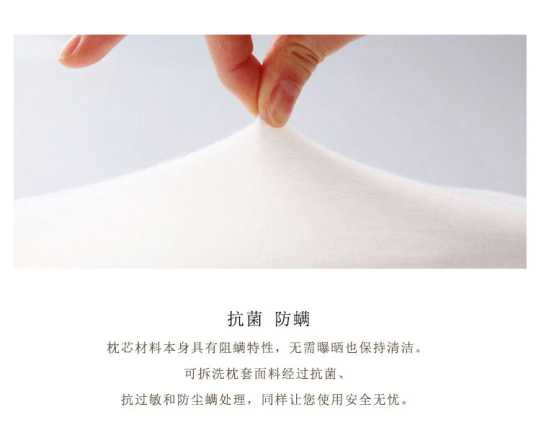 抗菌 防螨
枕芯材料本身具有阻螨特性，无需曝晒也保持清洁。
可拆洗枕套面料经过抗菌、
抗过敏和防尘螨处理，同样让您使用安全无忧。